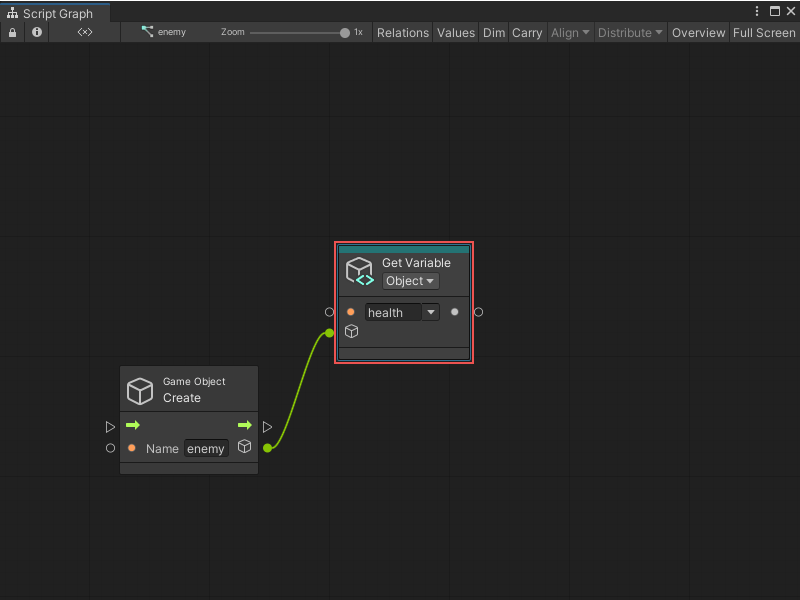 Script Graph
enemy Zoom 1x Relations Values Dim Carry Align Distribute Overview Full Screen
Get Variable
Object
health
Game Object
Create
Name enemy